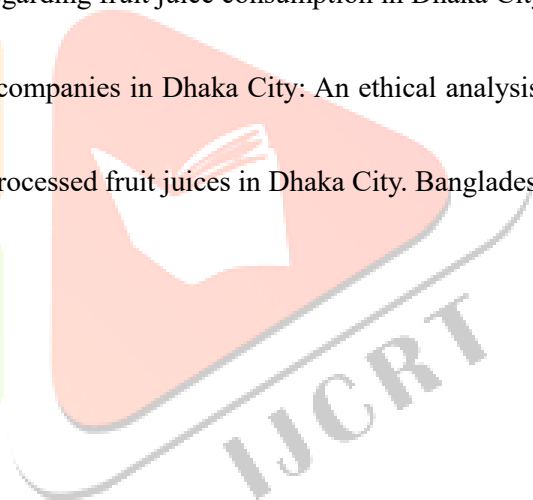 garding fruit juice consumption in Dhaka City
companies in Dhaka City: An ethical analysis
rocessed fruit juices in Dhaka City. Banglades
IJCRT